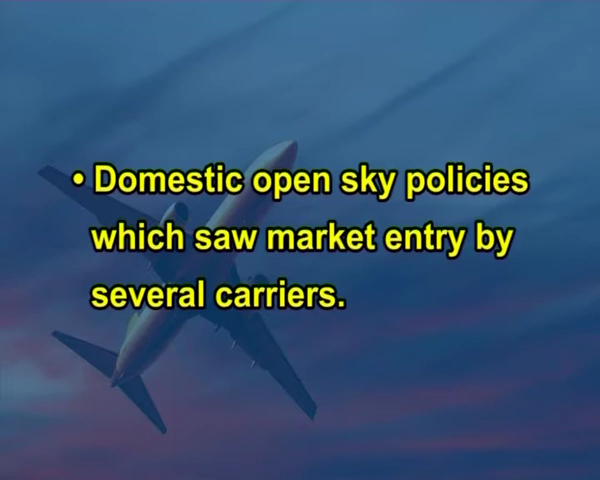 • Domestic open sky policies
which saw market entry by
several carriers.